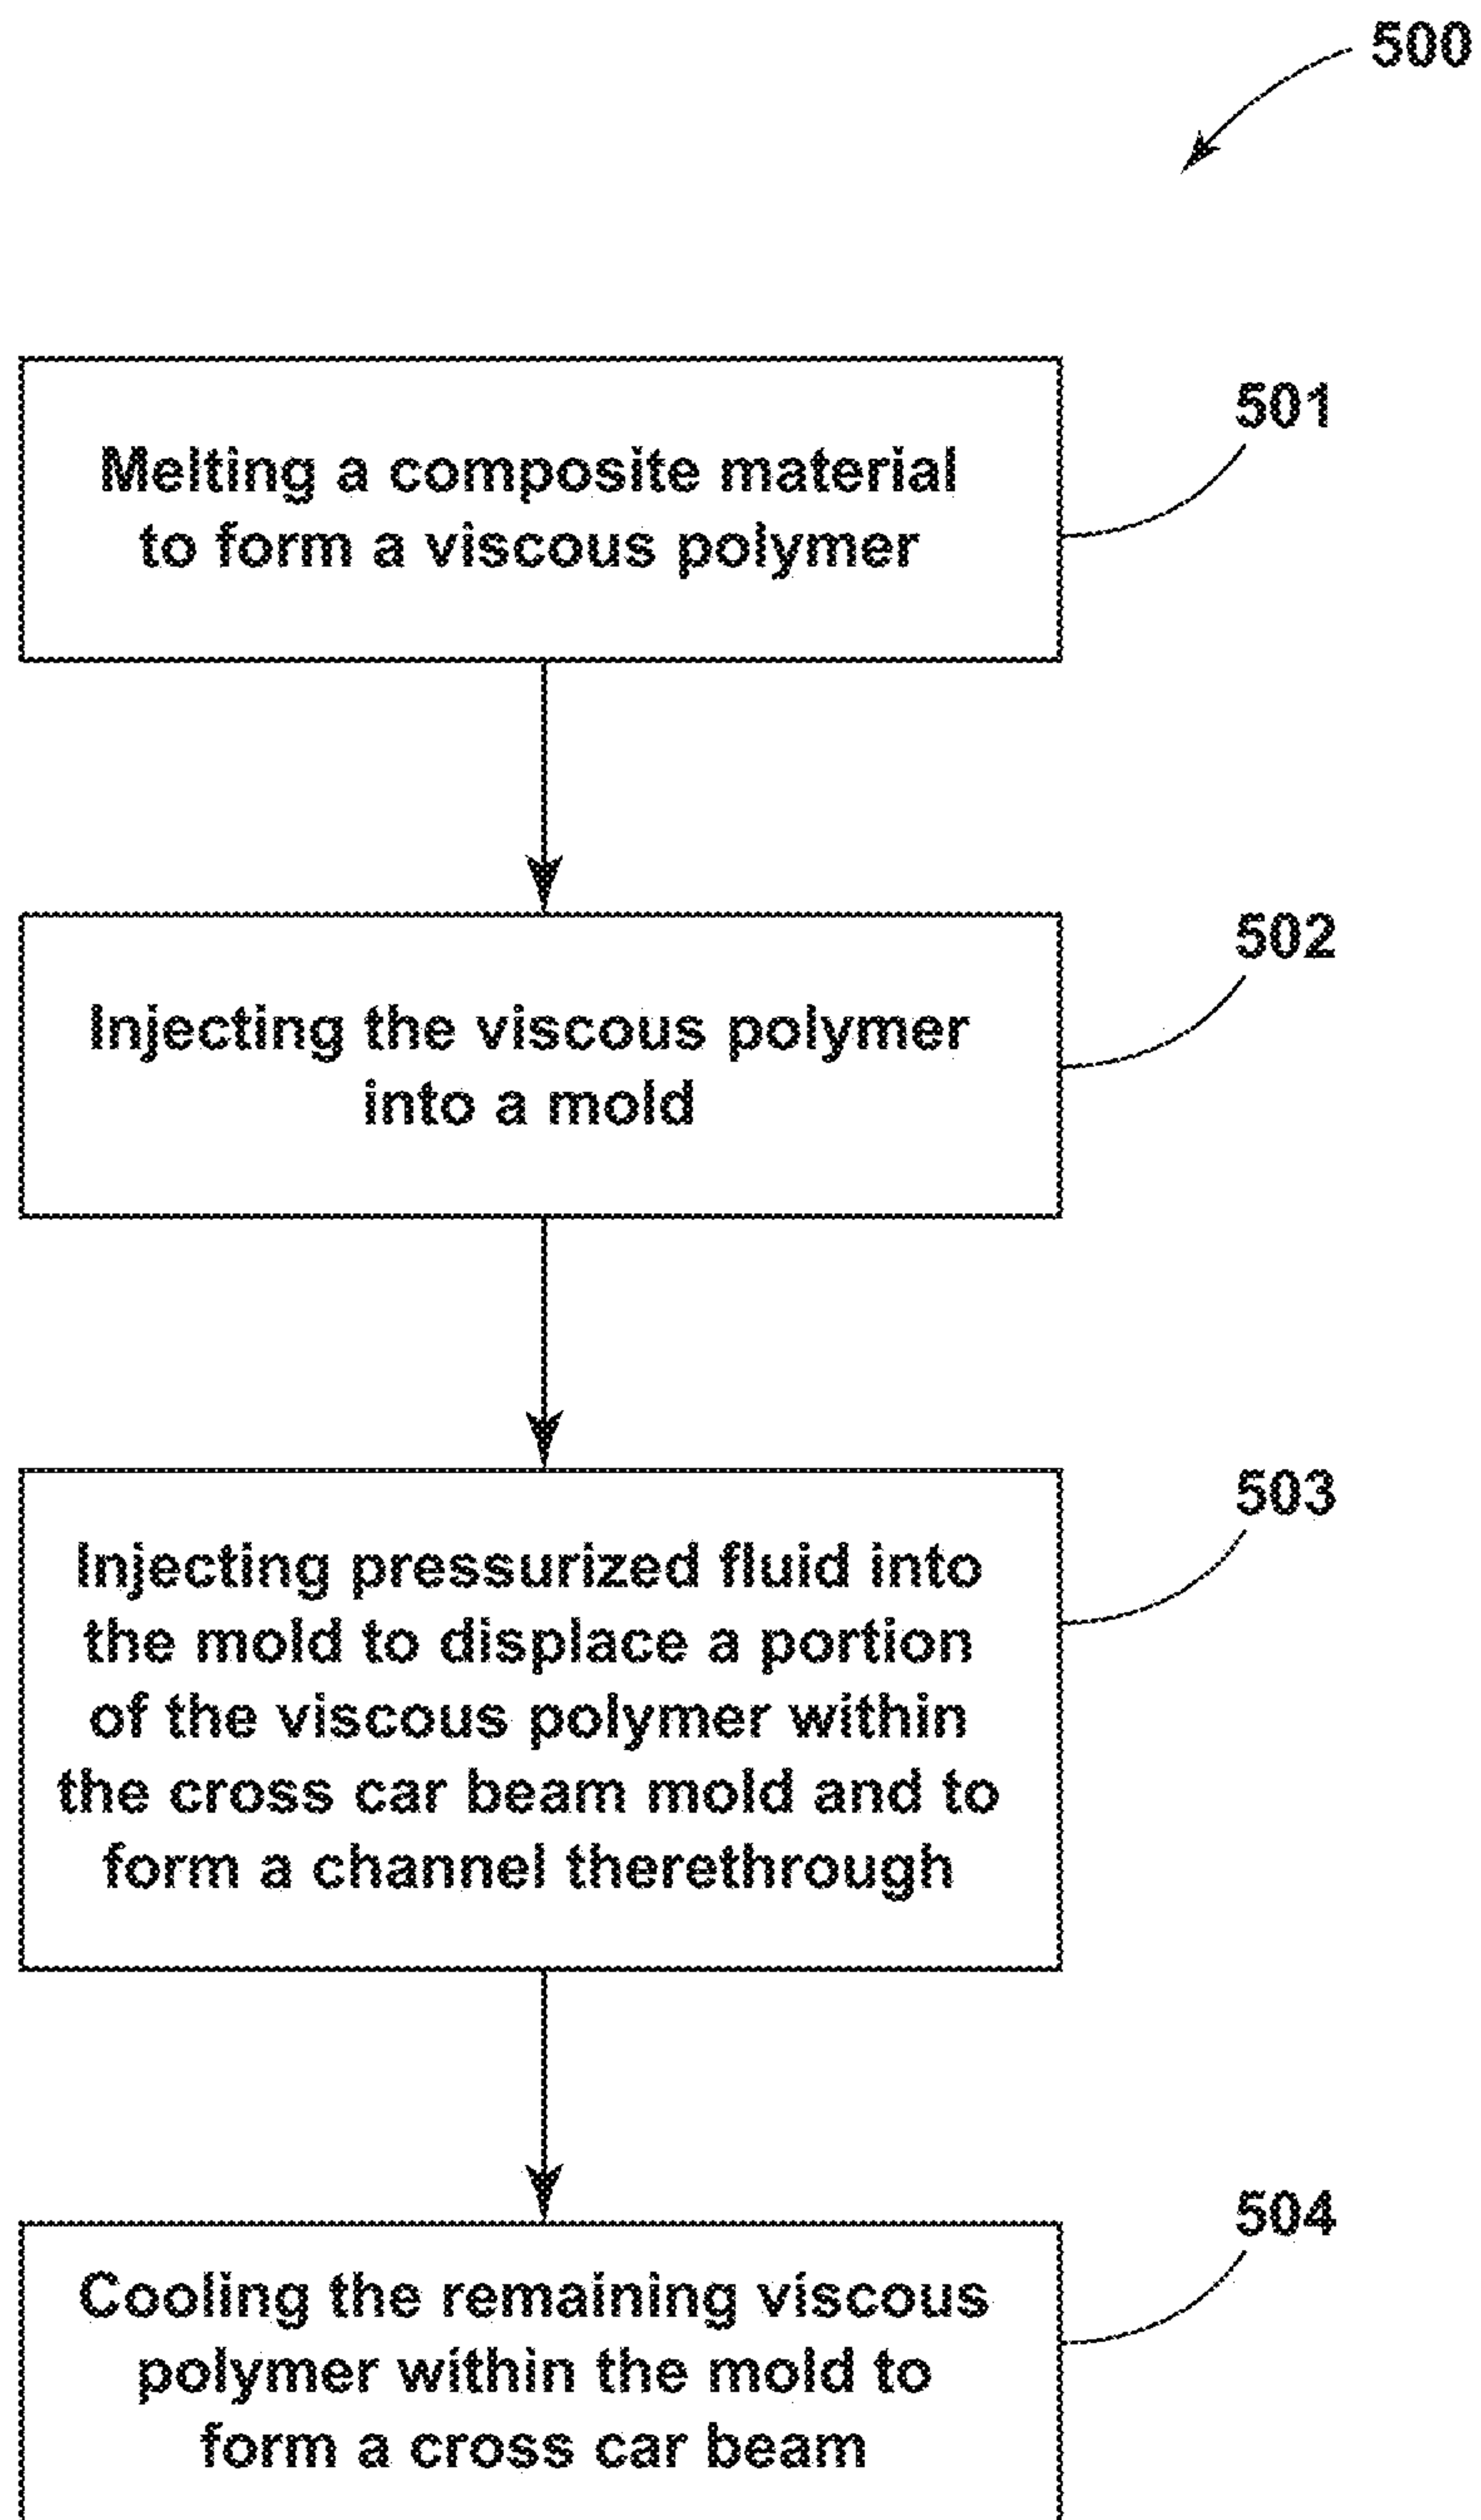 500
501
Melting a composite material
to form a viscous polymer
502
Injecting the viscous polymer
into a mold
503
Injecting pressurized fluid into
the mold to displace a portion
of the viscous polymer within
the cross car beam mold and to
form a channel therethrough
504
Cooling the remaining viscous
polymer within the mold to
form a cross car beam